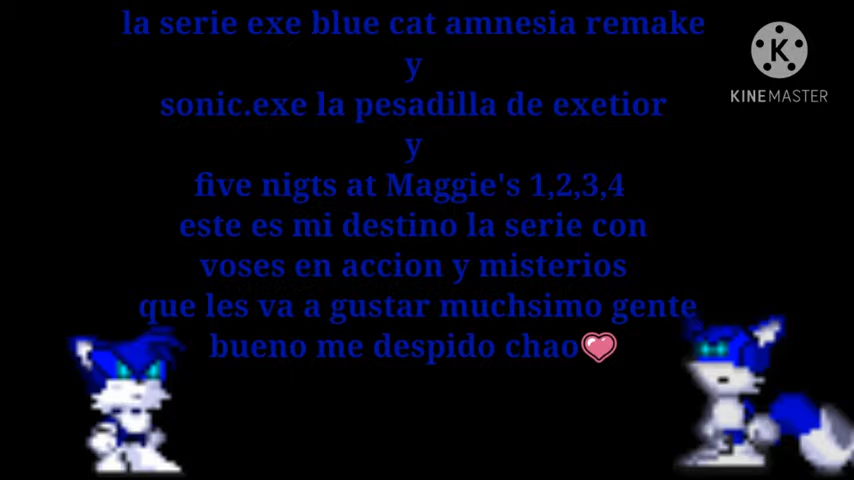 la serie exe blue cat amnesia remake
y
sonic.exe la pesadilla de exetior
y
five nigts at Maggie's 1,2,3,4
este es mi destino la serie con
voses en accion y misterios
que les va a gustar muchsimo gente
bueno me despido chao💗
K
KINEMASTER